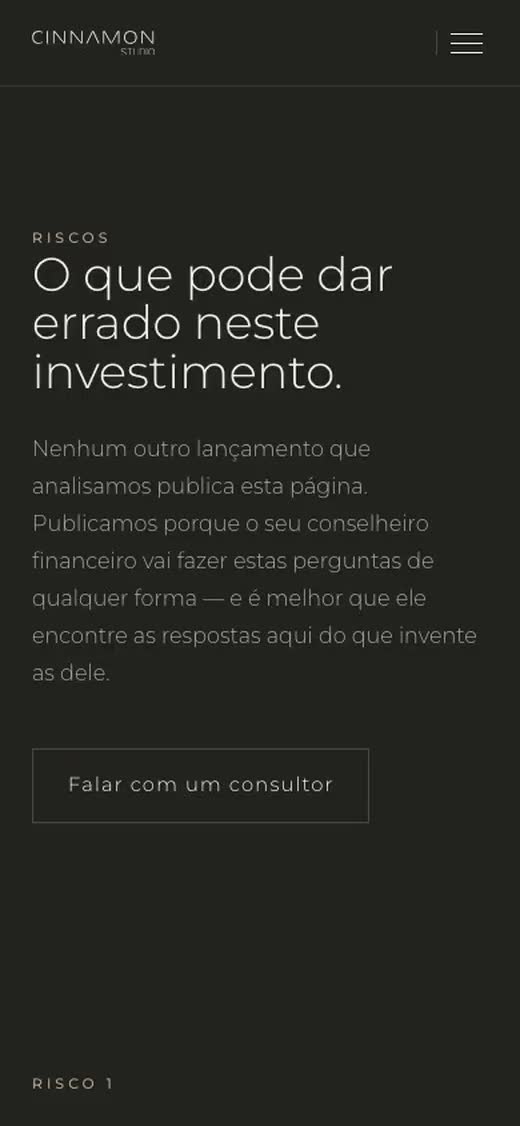 CINNAMON
STUDIO
RISCOS
O que pode dar
errado neste
investimento.
Nenhum outro lançamento que
analisamos publica esta página.
Publicamos porque o seu conselheiro
financeiro vai fazer estas perguntas de
qualquer forma — e é melhor que ele
encontre as respostas aqui do que invente
as dele.
Falar com um consultor
RISCO 1